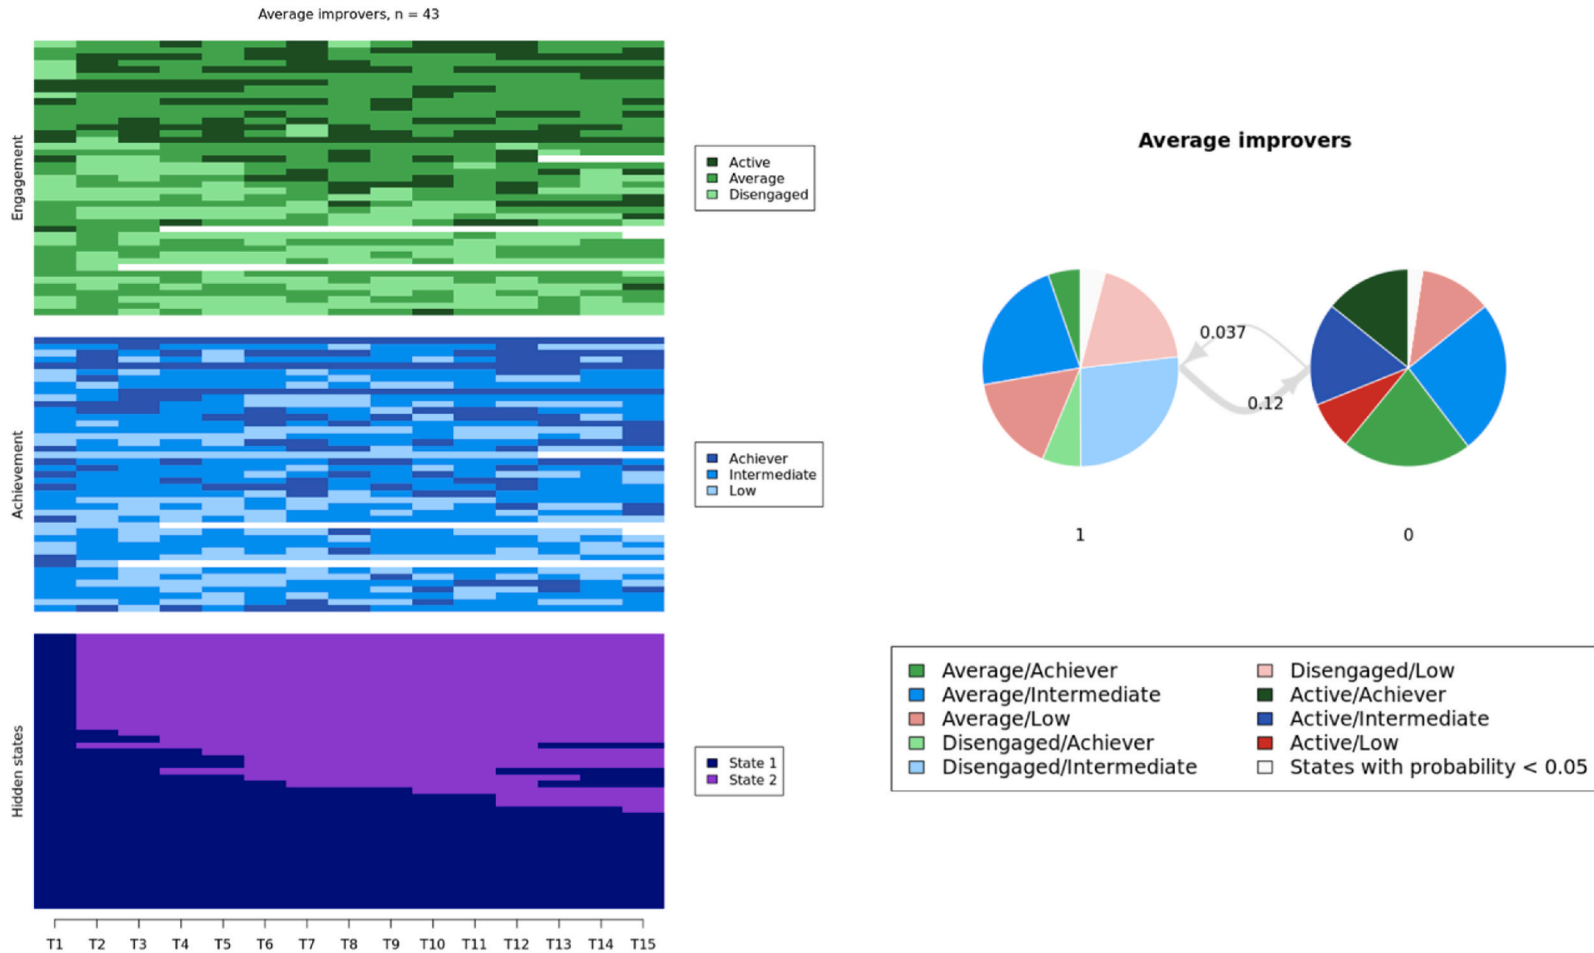 Average improvers, n = 43
Engagement
Active
Average
Disengaged
Achievement
Achiever
Intermediate
Low
Hidden states
State 1
State 2
T1 T2 T3 T4 T5 T6 T7 T8 T9 T10 T11 T12 T13 T14 T15
Average improvers
0.037
0.12
1
0
Average/Achiever
Average/Intermediate
Average/Low
Disengaged/Achiever
Disengaged/Intermediate
Disengaged/Low
Active/Achiever
Active/Intermediate
Active/Low
States with probability < 0.05